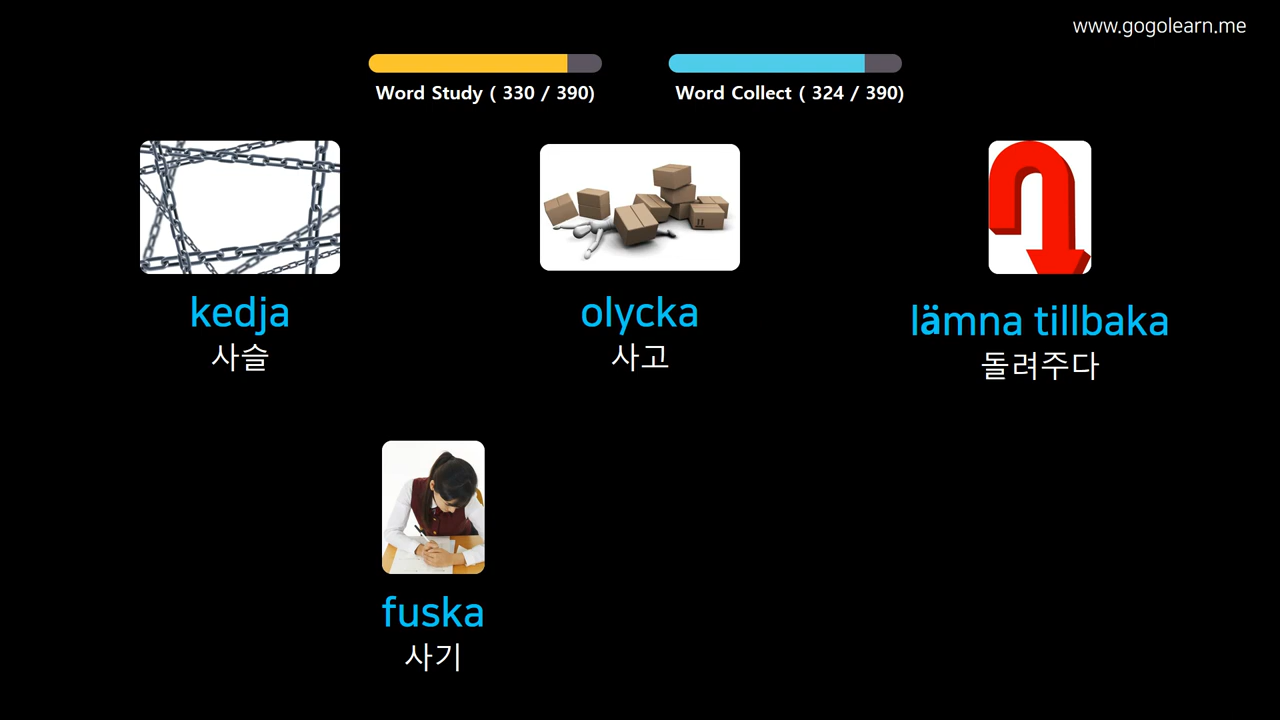 www.gogolearn.me
Word Study ( 330 / 390)
Word Collect ( 324 / 390)
kedja
사슬
olycka
사고
lämna tillbaka
돌려주다
fuska
사기